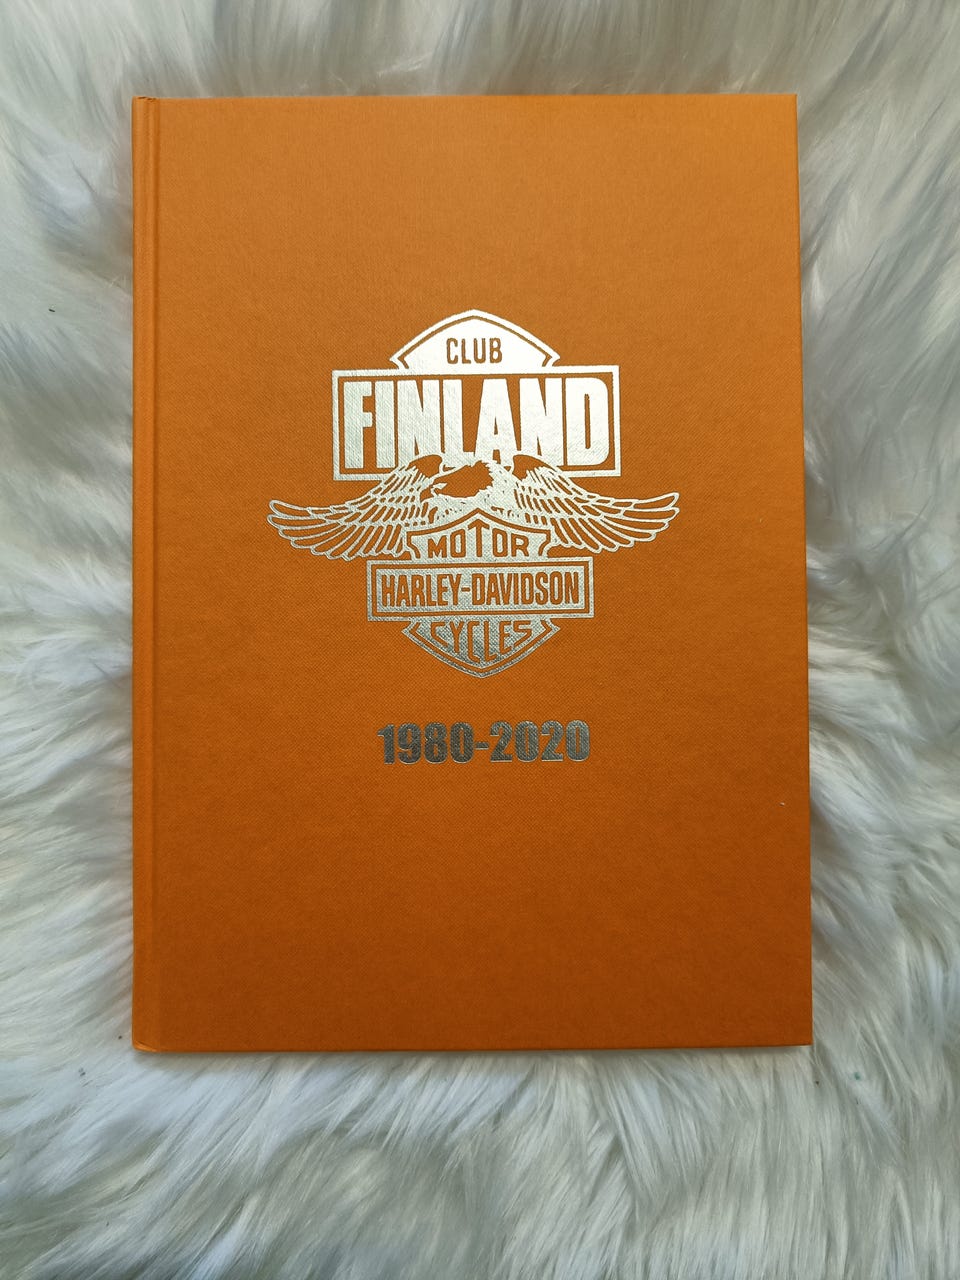 CLUB
FINLAND
MOTOR
HARLEY-DAVIDSON
CYCLES
1980-2020